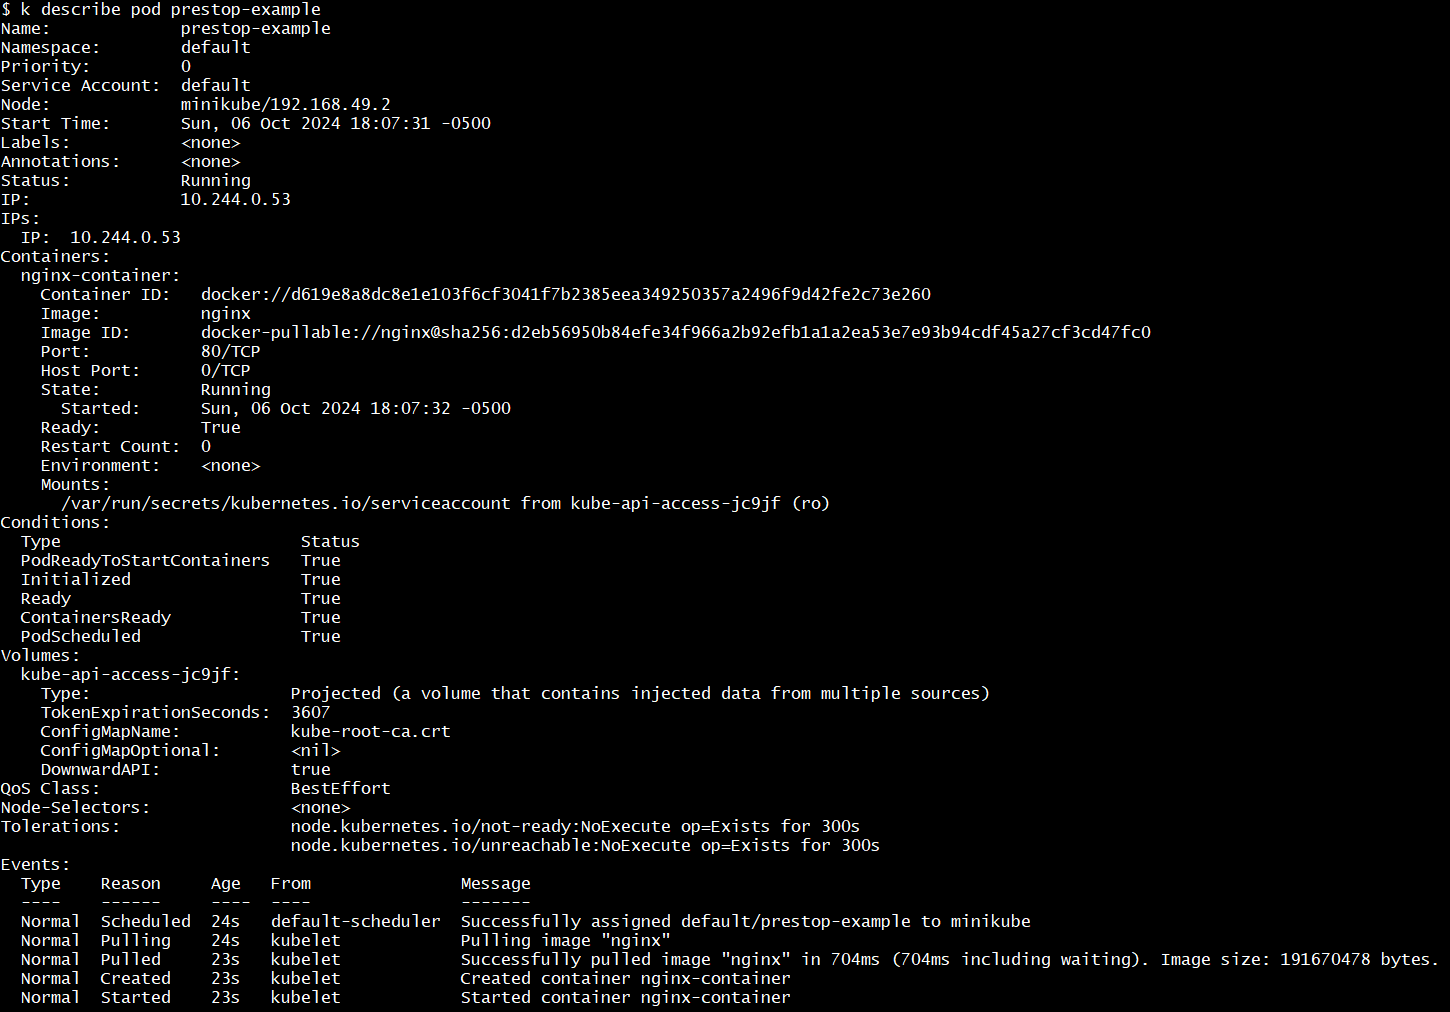 $ k describe pod prestop-example
Name:             prestop-example
Namespace:        default
Priority:         0
Service Account:  default
Node:             minikube/192.168.49.2
Start Time:       Sun, 06 Oct 2024 18:07:31 -0500
Labels:           <none>
Annotations:      <none>
Status:           Running
IP:               10.244.0.53
IPs:
  IP:  10.244.0.53
Containers:
  nginx-container:
    Container ID:   docker://d619e8a8dc8e1e103f6cf3041f7b2385eea349250357a2496f9d42fe2c73e260
    Image:          nginx
    Image ID:       docker-pullable://nginx@sha256:d2eb56950b84efe34f966a2b92efb1a1a2ea53e7e93b94cdf45a27cf3cd47fc0
    Port:           80/TCP
    Host Port:      0/TCP
    State:          Running
      Started:      Sun, 06 Oct 2024 18:07:32 -0500
    Ready:          True
    Restart Count:  0
    Environment:    <none>
    Mounts:
      /var/run/secrets/kubernetes.io/serviceaccount from kube-api-access-jc9jf (ro)
Conditions:
  Type                        Status
  PodReadyToStartContainers   True
  Initialized                 True
  Ready                       True
  ContainersReady             True
  PodScheduled                True
Volumes:
  kube-api-access-jc9jf:
    Type:                    Projected (a volume that contains injected data from multiple sources)
    TokenExpirationSeconds:  3607
    ConfigMapName:           kube-root-ca.crt
    ConfigMapOptional:       <nil>
    DownwardAPI:             true
QoS Class:                   BestEffort
Node-Selectors:              <none>
Tolerations:                 node.kubernetes.io/not-ready:NoExecute op=Exists for 300s
                             node.kubernetes.io/unreachable:NoExecute op=Exists for 300s
Events:
  Type    Reason     Age   From               Message
  ----    ------     ----  ----               -------
  Normal  Scheduled  24s   default-scheduler  Successfully assigned default/prestop-example to minikube
  Normal  Pulling    24s   kubelet            Pulling image "nginx"
  Normal  Pulled     23s   kubelet            Successfully pulled image "nginx" in 704ms (704ms including waiting). Image size: 191670478 bytes.
  Normal  Created    23s   kubelet            Created container nginx-container
  Normal  Started    23s   kubelet            Started container nginx-container